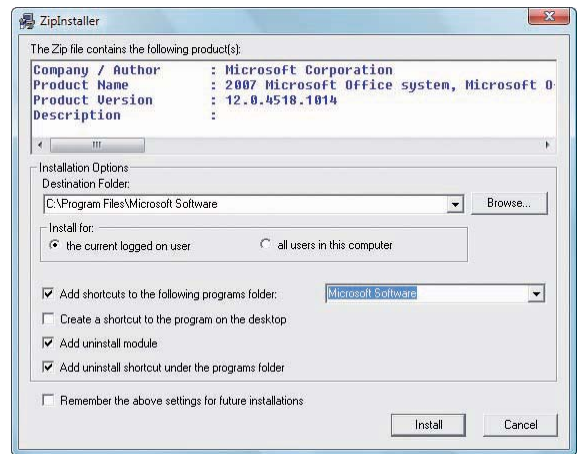 ZipInstaller
The Zip file contains the following product(s):
Company / Author : Microsoft Corporation
Product Name : 2007 Microsoft Office system, Microsoft O
Product Version : 12.0.4518.1014
Description :
Installation Options
Destination Folder:
C:\Program Files\Microsoft Software
Browse...
Install for:
the current logged on user
all users in this computer
Add shortcuts to the following programs folder:
Microsoft Software
Create a shortcut to the program on the desktop
Add uninstall module
Add uninstall shortcut under the programs folder
Remember the above settings for future installations
Install
Cancel